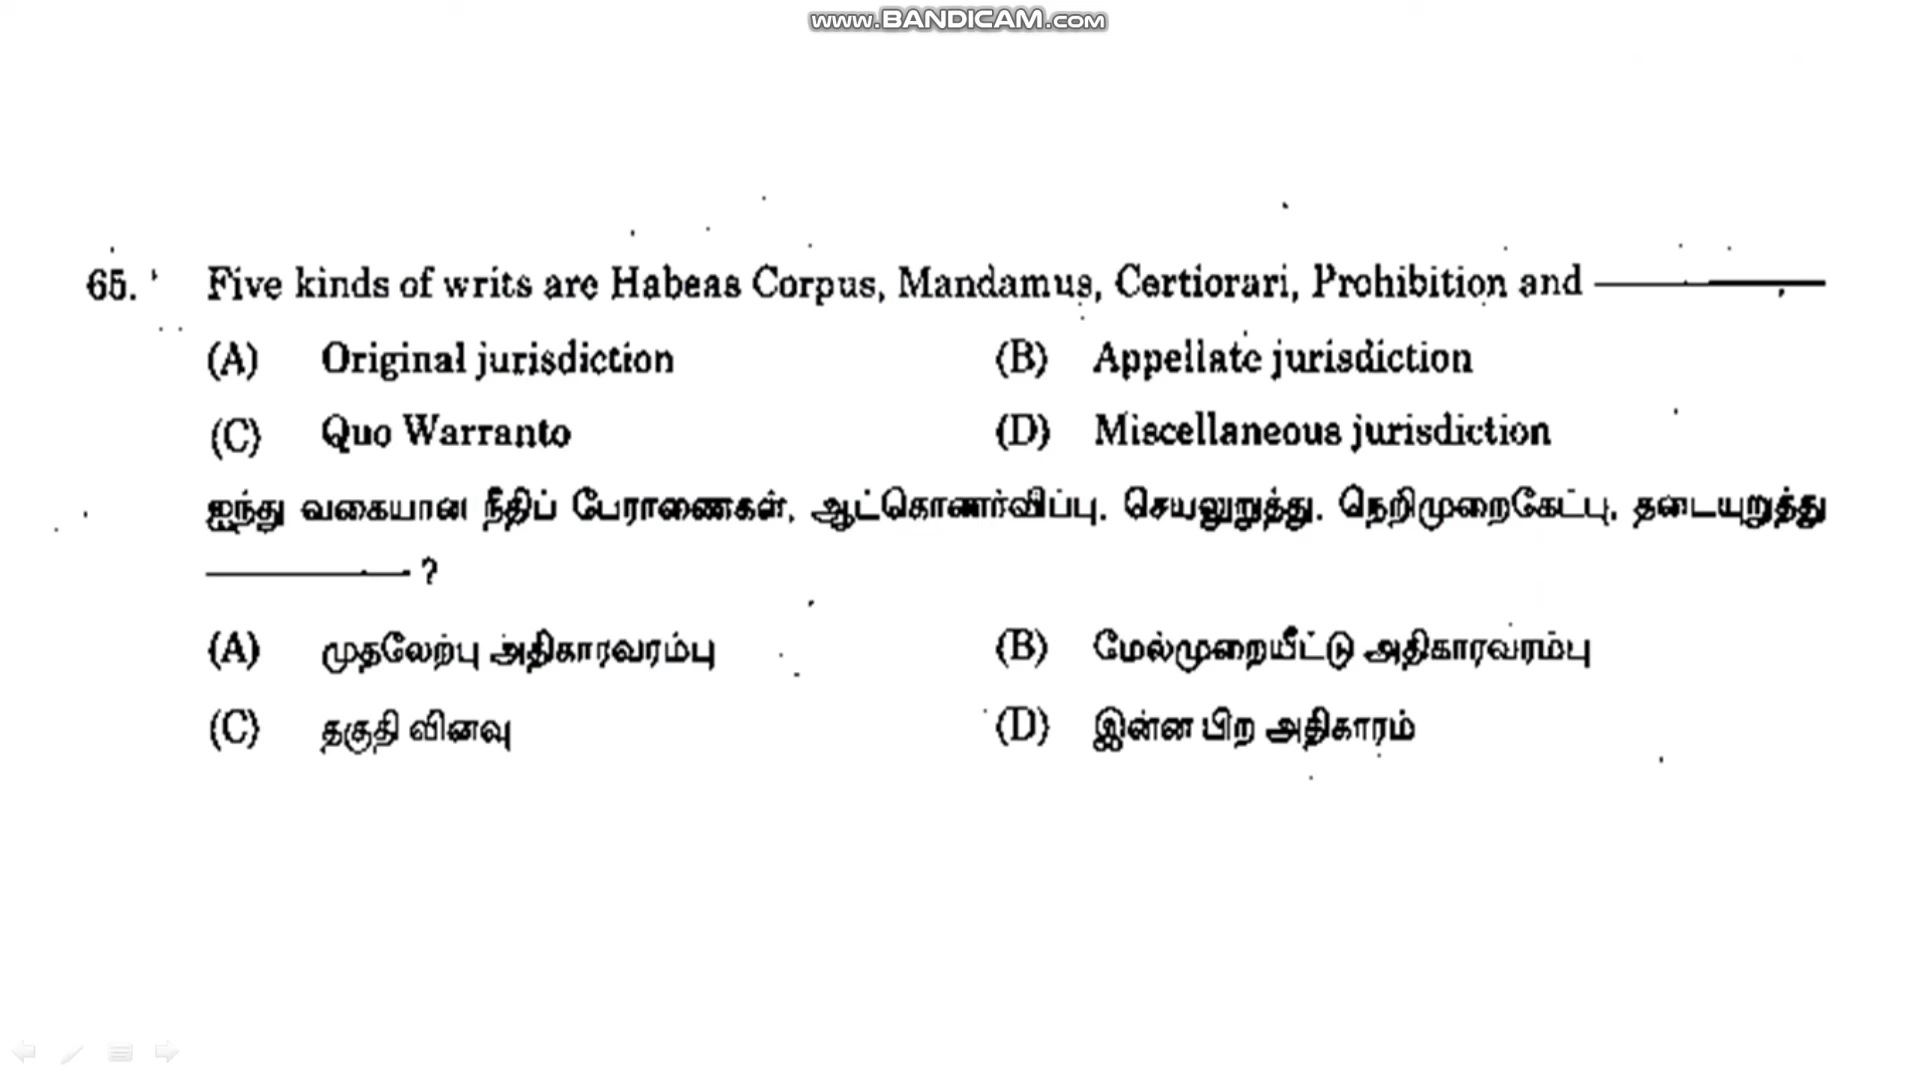 www.BANDICAM.com
65. Five kinds of writs are Habeas Corpus, Mandamus, Certiorari, Prohibition and ————
(A) Original jurisdiction (B) Appellate jurisdiction
(C) Quo Warranto (D) Miscellaneous jurisdiction
ஐந்து வகையான நீதிப் பேராணைகள், ஆட்கொணர்விப்பு, செயலுறுத்து, நெறிமுறைகேட்பு, தடையுறுத்து
———— ?
(A) முதலேற்பு அதிகாரவரம்பு (B) மேல்முறையீட்டு அதிகாரவரம்பு
(C) தகுதி வினவு (D) இன்ன பிற அதிகாரம்